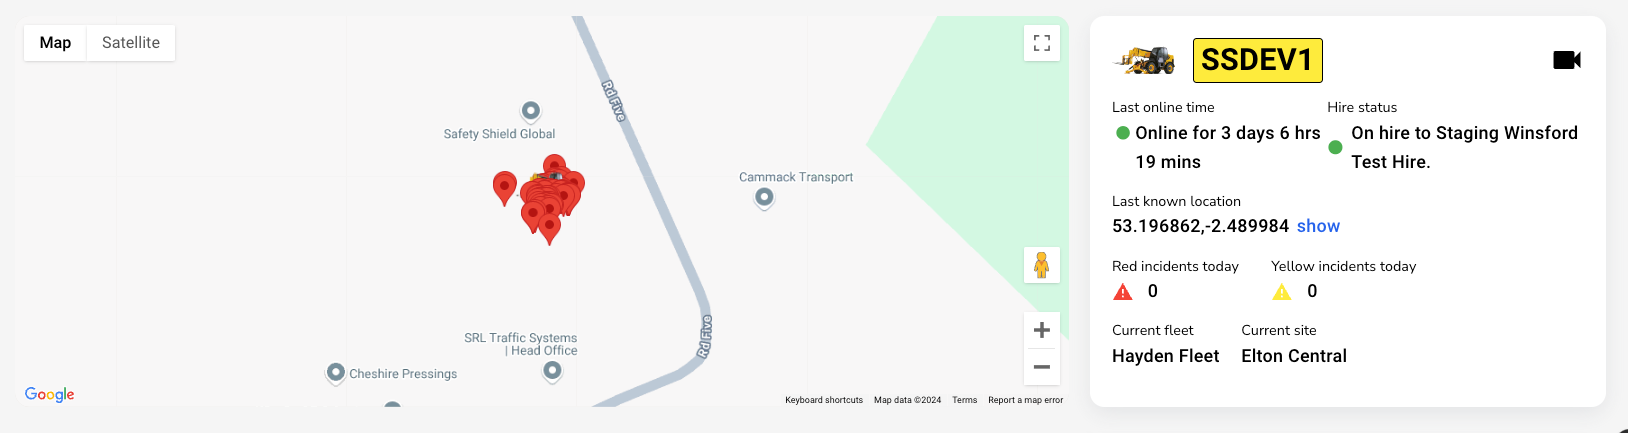 Map Satellite
Rd Five
Safety Shield Global
Cammack Transport
SRL Traffic Systems
| Head Office
Rd Five
Cheshire Pressings
Google
Keyboard shortcuts Map data ©2024 Terms Report a map error
SSDEV1
Last online time Hire status
Online for 3 days 6 hrs On hire to Staging Winsford
19 mins Test Hire.
Last known location
53.196862,-2.489984 show
Red incidents today Yellow incidents today
0 0
Current fleet Current site
Hayden Fleet Elton Central